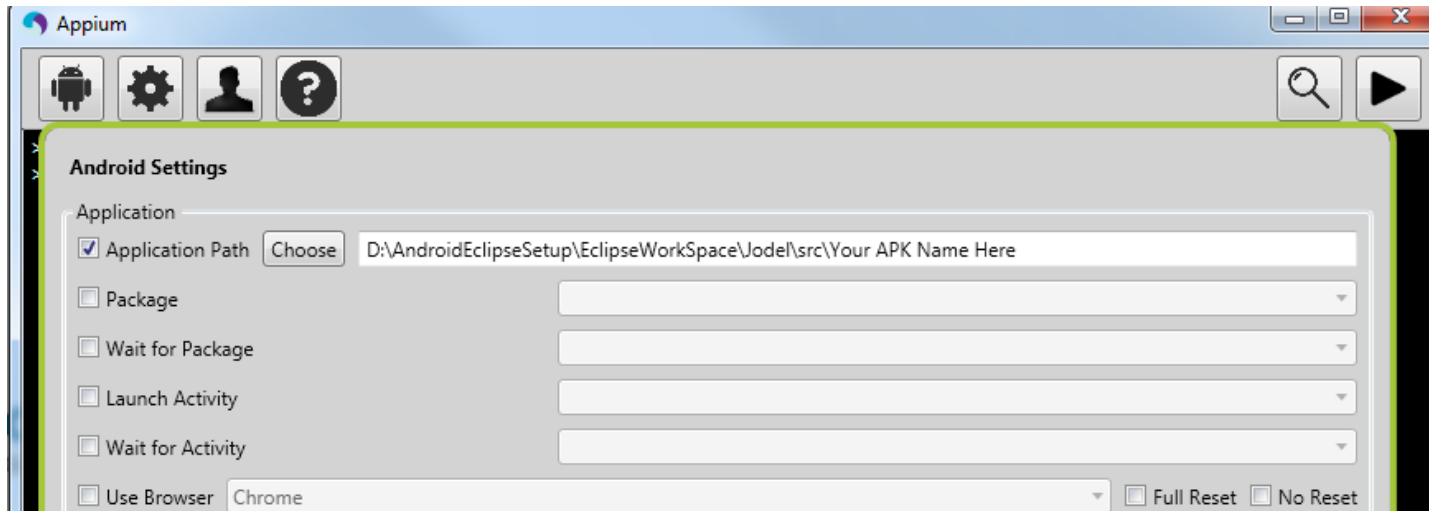 Appium
Android Settings
Application
Application Path Choose D:\AndroidEclipseSetup\EclipseWorkSpace\Jodel\src\Your APK Name Here
Package
Wait for Package
Launch Activity
Wait for Activity
Use Browser Chrome Full Reset No Reset